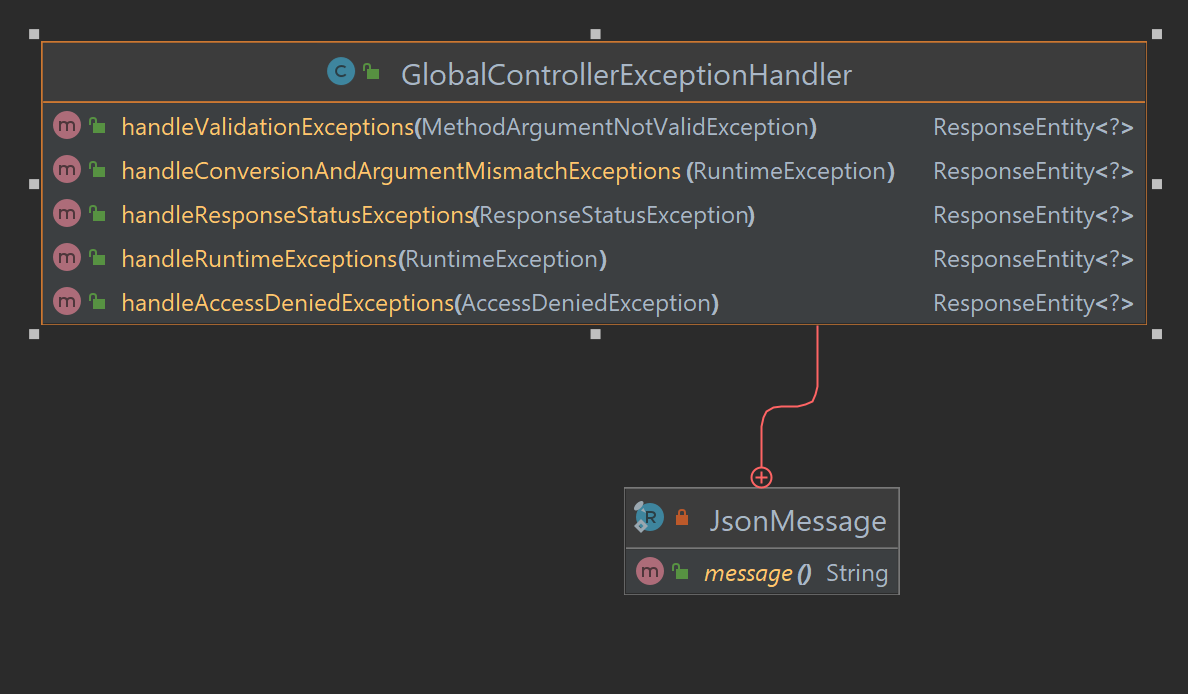 C GlobalControllerExceptionHandler
m handleValidationExceptions(MethodArgumentNotValidException) ResponseEntity<?>
m handleConversionAndArgumentMismatchExceptions (RuntimeException) ResponseEntity<?>
m handleResponseStatusExceptions(ResponseStatusException) ResponseEntity<?>
m handleRuntimeExceptions(RuntimeException) ResponseEntity<?>
m handleAccessDeniedExceptions(AccessDeniedException) ResponseEntity<?>
R JsonMessage
m message() String